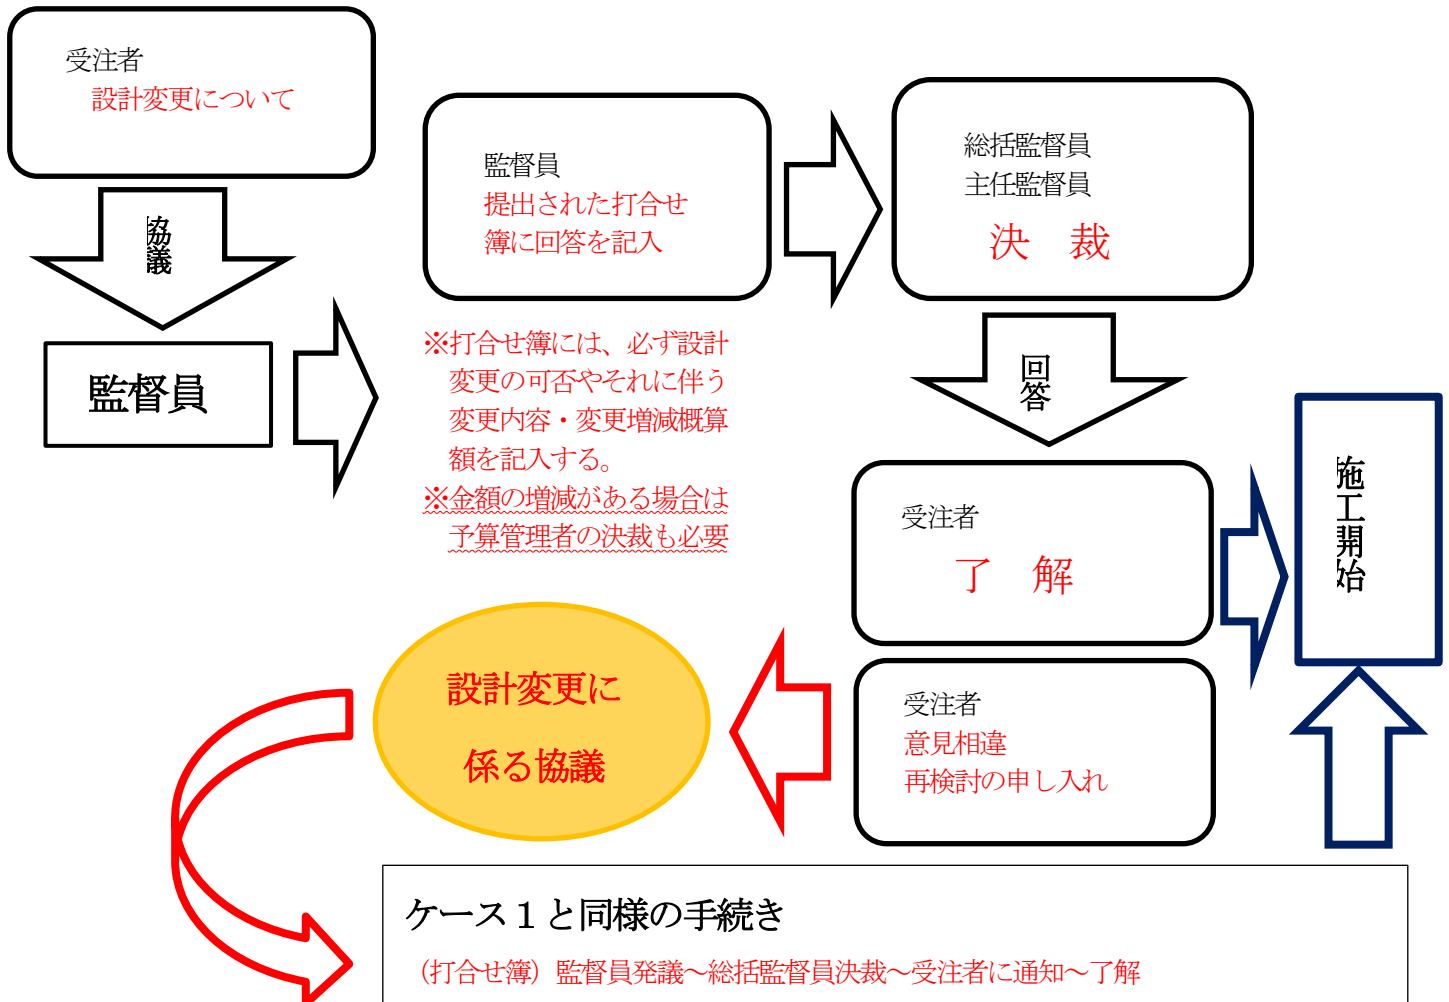 受注者
設計変更について
協議
監督員
監督員
提出された打合せ
簿に回答を記入
※打合せ簿には、必ず設計
変更の可否やそれに伴う
変更内容・変更増減概算
額を記入する。
※金額の増減がある場合は
予算管理者の決裁も必要
総括監督員
主任監督員
決　裁
回答
受注者
了　解
施工開始
受注者
意見相違
再検討の申し入れ
設計変更に
係る協議
ケース１と同様の手続き
（打合せ簿）監督員発議～総括監督員決裁～受注者に通知～了解